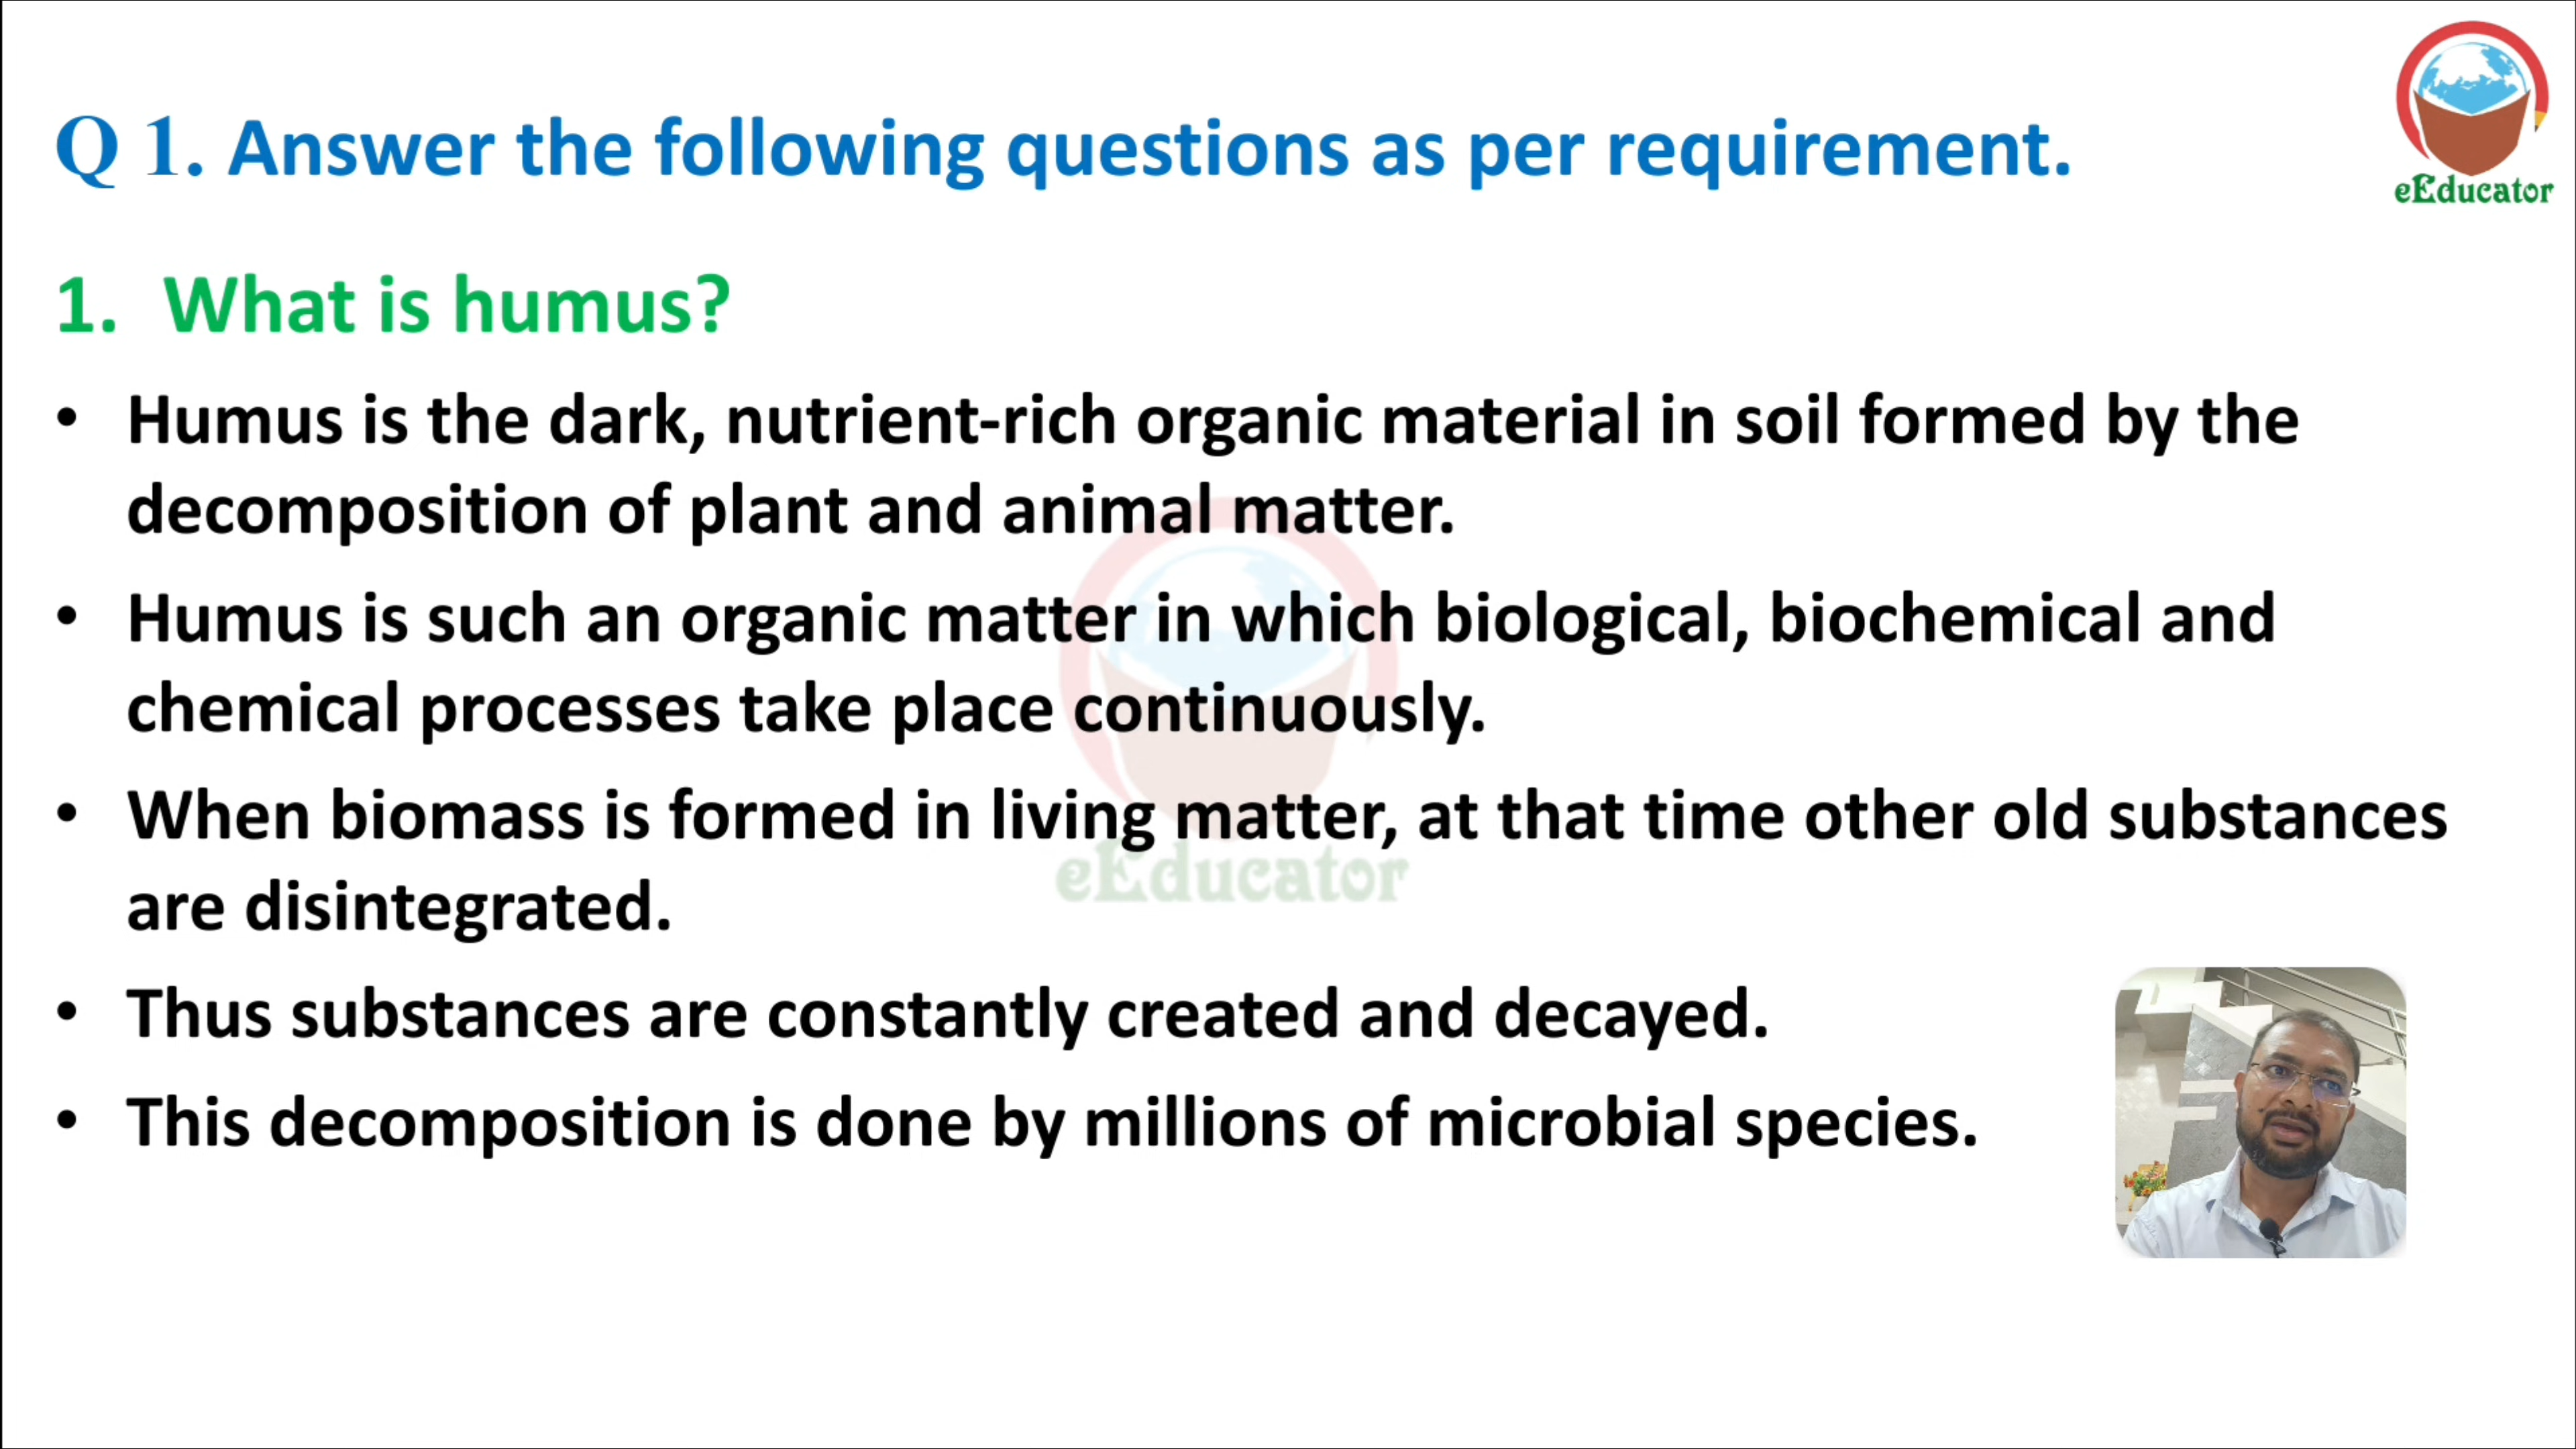 eEducator
Q 1. Answer the following questions as per requirement.
1. What is humus?
• Humus is the dark, nutrient-rich organic material in soil formed by the
decomposition of plant and animal matter.
• Humus is such an organic matter in which biological, biochemical and
chemical processes take place continuously.
• When biomass is formed in living matter, at that time other old substances
are disintegrated.
eEducator
• Thus substances are constantly created and decayed.
• This decomposition is done by millions of microbial species.